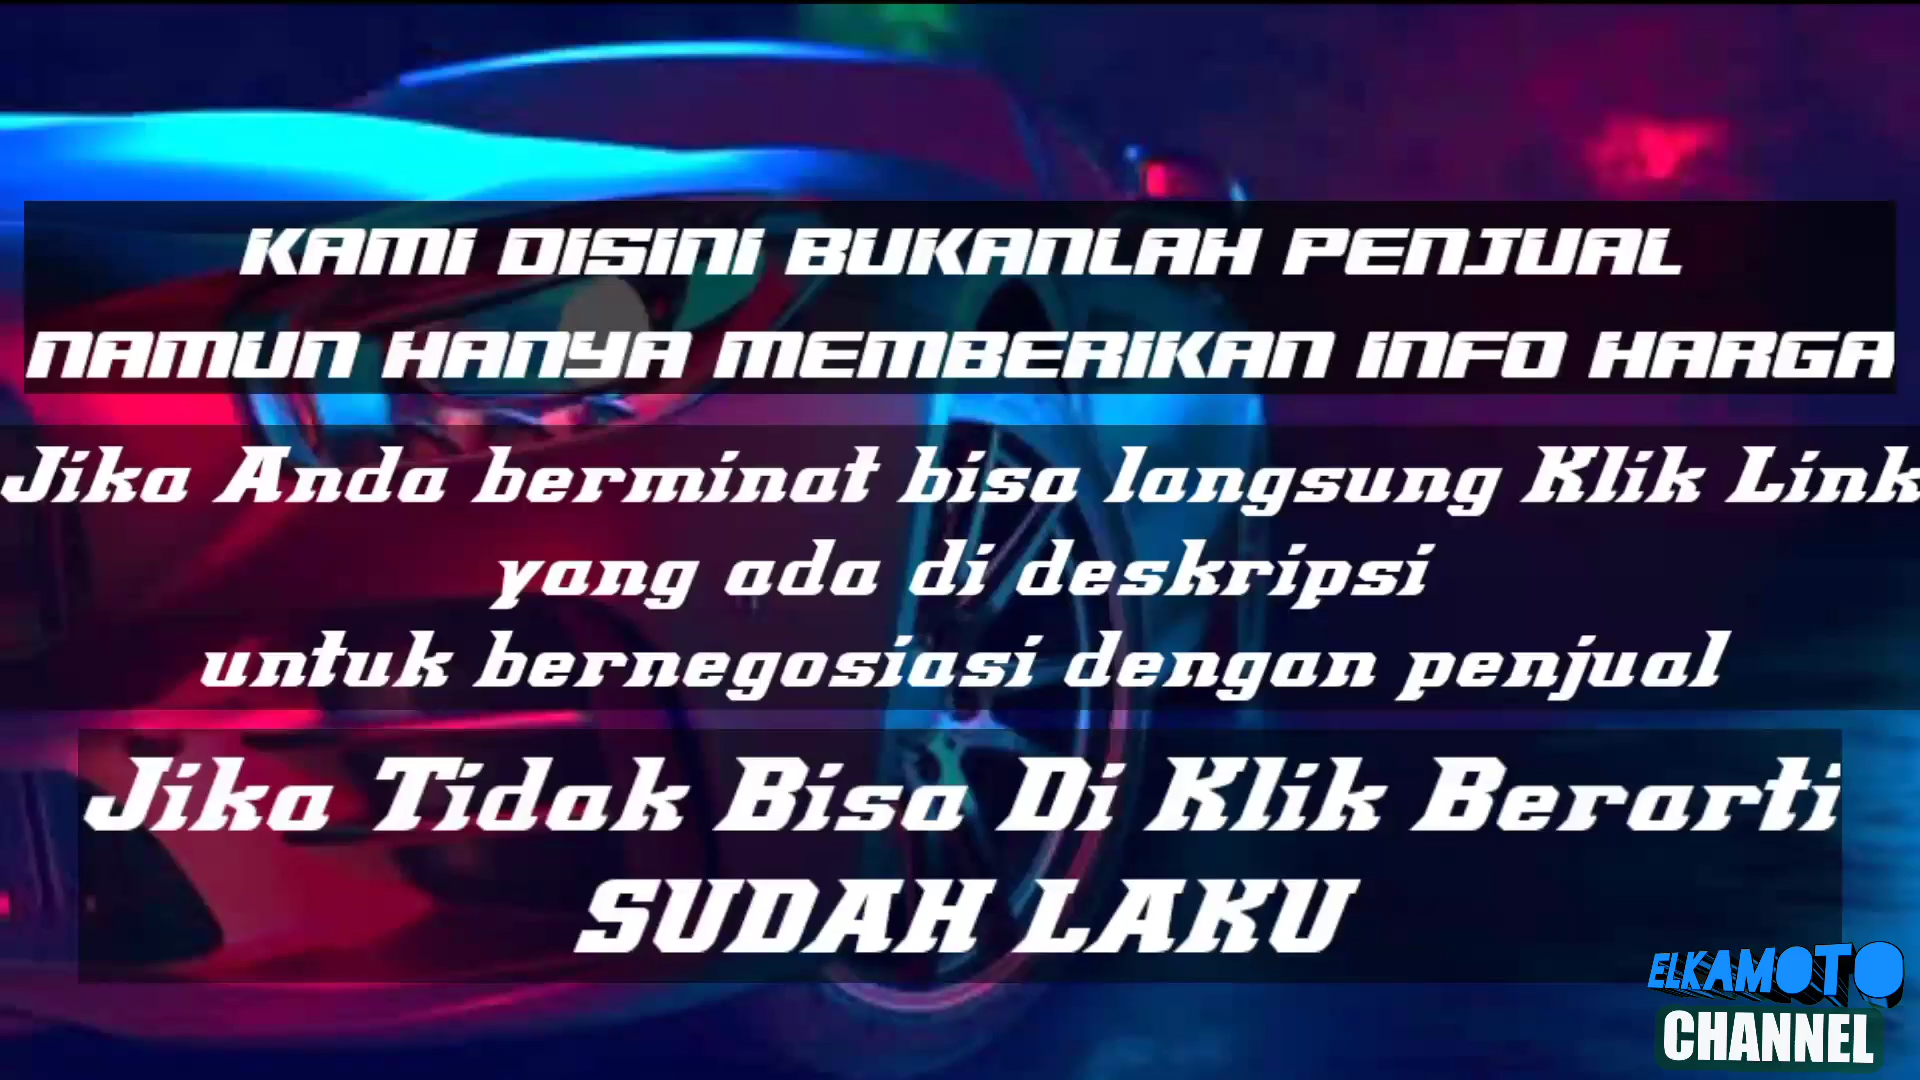 KAMI DISINI BUKANLAH PENJUAL
NAMUN HANYA MEMBERIKAN INFO HARGA
Jika Anda berminat bisa langsung Klik Link
yang ada di deskripsi
untuk bernegosiasi dengan penjual
Jika Tidak Bisa Di Klik Berarti
SUDAH LAKU
ELKAMOTO
CHANNEL